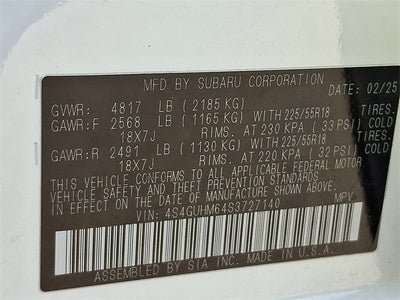 MFD BY SUBARU CORPORATION DATE: 02/25
GVWR: 4817 LB (2185 KG)
GAWR:F 2568 LB (1165 KG) WITH 225/55R18 TIRES.
18X7J RIMS. AT 230 KPA (33 PSI) COLD
GAWR:R 2491 LB (1130 KG) WITH 225/55R18 TIRES.
18X7J RIMS. AT 220 KPA (32 PSI) COLD
THIS VEHICLE CONFORMS TO ALL APPLICABLE FEDERAL MOTOR
VEHICLE SAFETY AND BUMPER STANDARDS
IN EFFECT ON THE DATE OF MANUFACTURE SHOWN ABOVE.
VIN: 4S4GUHM64S3727140 MPV
ASSEMBLED BY SIA INC. MADE IN U.S.A.